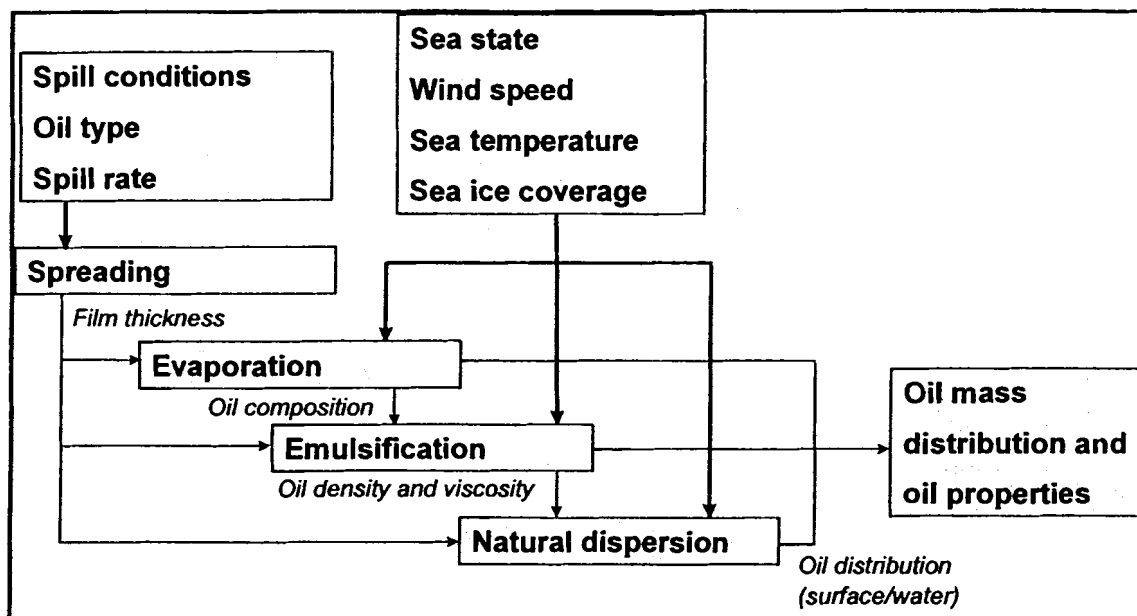 Spill conditions
Oil type
Spill rate
Sea state
Wind speed
Sea temperature
Sea ice coverage
Spreading
Film thickness
Evaporation
Oil composition
Emulsification
Oil density and viscosity
Natural dispersion
Oil distribution
(surface/water)
Oil mass
distribution and
oil properties